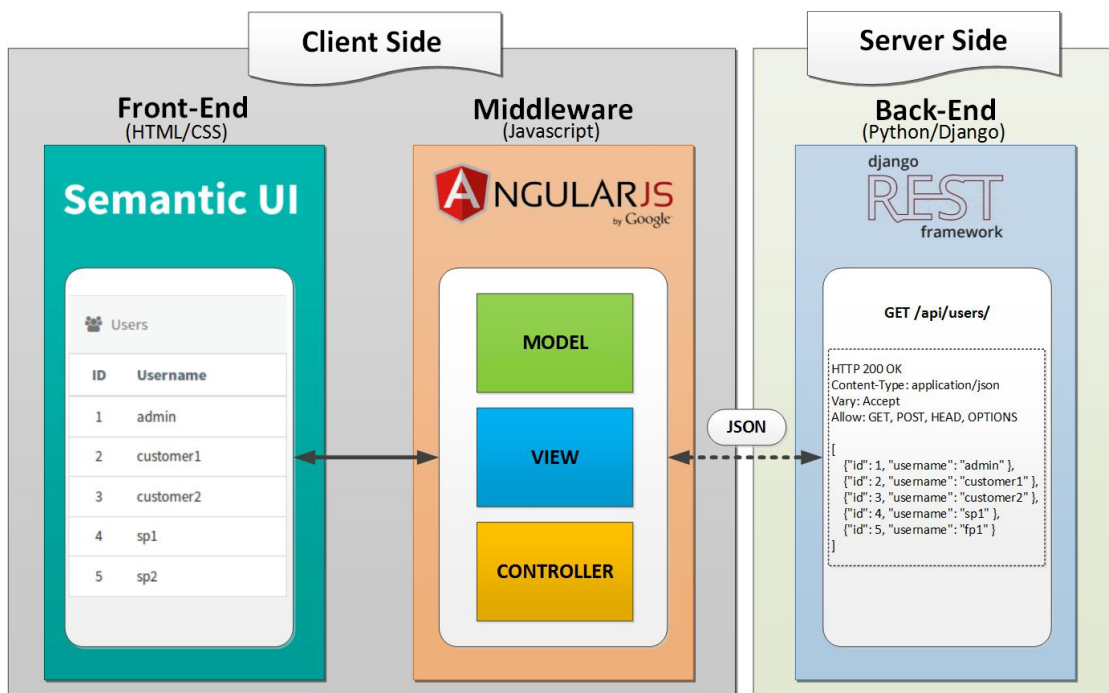 Client Side
Server Side
Front-End
(HTML/CSS)
Middleware
(Javascript)
Back-End
(Python/Django)
Semantic UI
ANGULARJS
by Google
django
REST
framework
Users
ID Username
1 admin
2 customer1
3 customer2
4 sp1
5 sp2
MODEL
VIEW
CONTROLLER
JSON
GET /api/users/
HTTP 200 OK
Content-Type: application/json
Vary: Accept
Allow: GET, POST, HEAD, OPTIONS
[
{"id": 1, "username": "admin" },
{"id": 2, "username": "customer1" },
{"id": 3, "username": "customer2" },
{"id": 4, "username": "sp1" },
{"id": 5, "username": "fp1" }
]